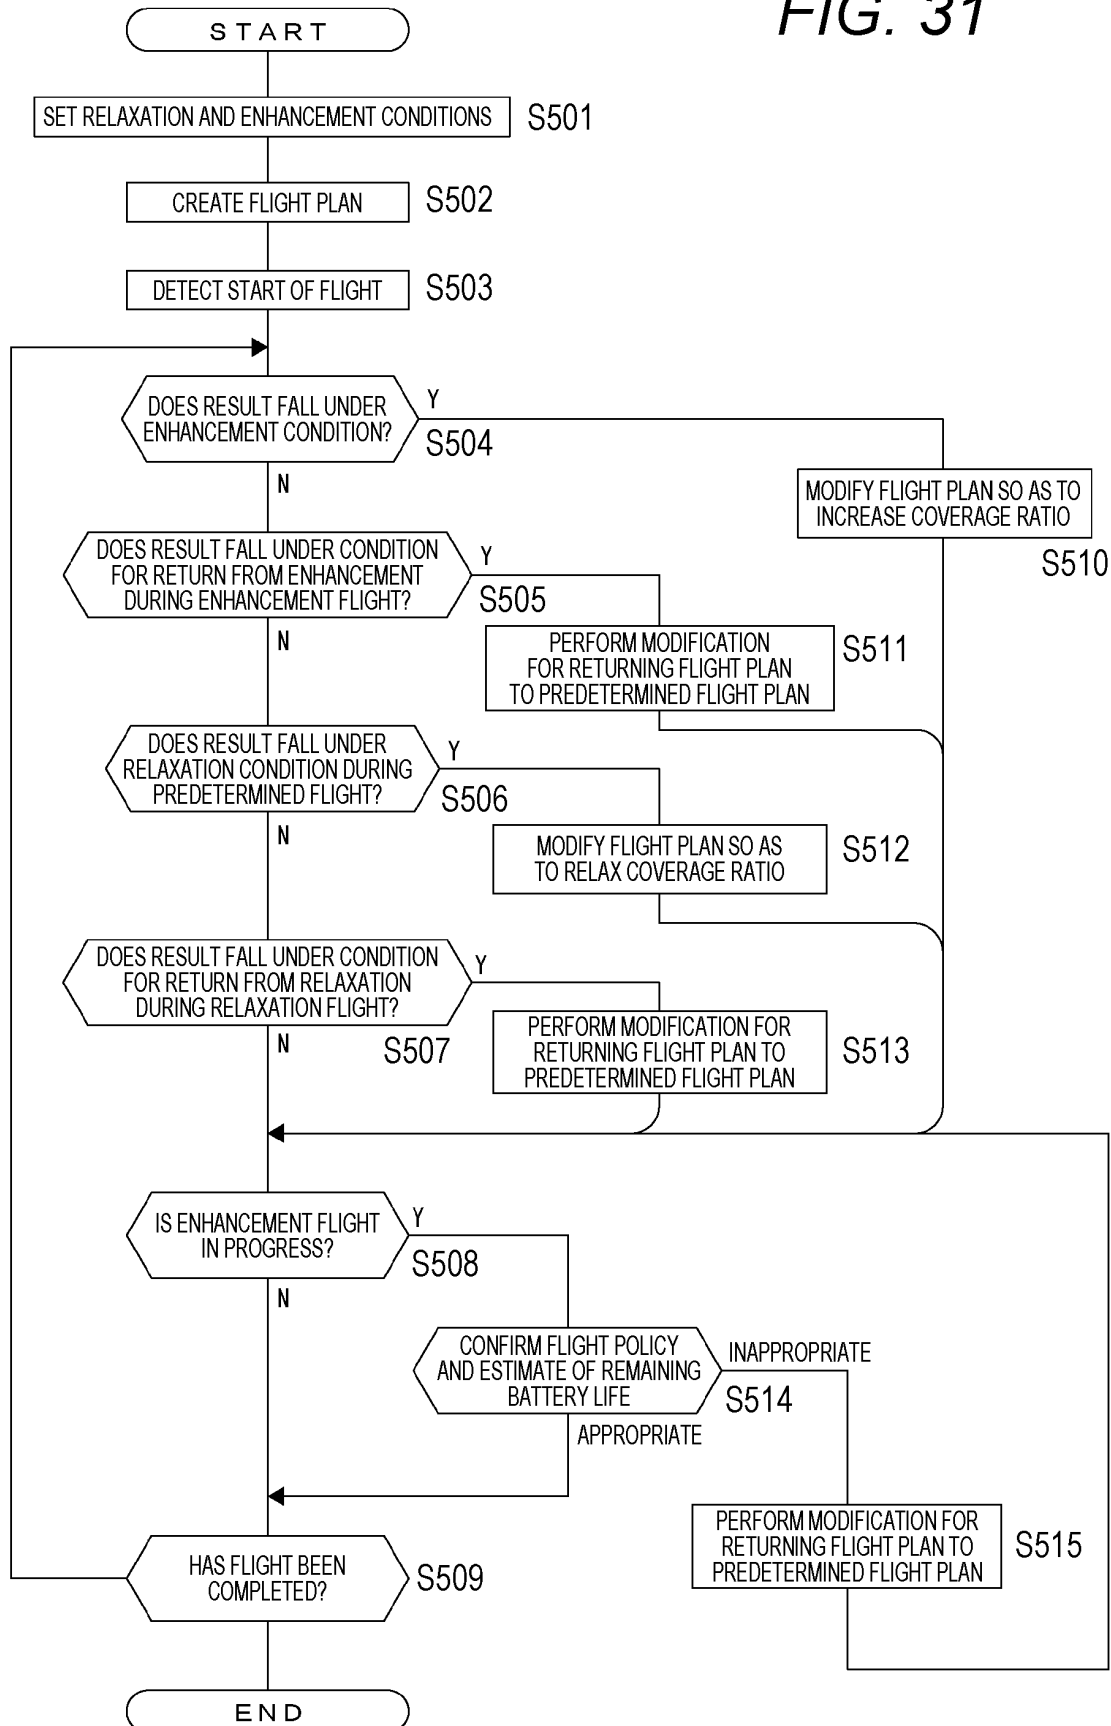 FIG. 31
START
SET RELAXATION AND ENHANCEMENT CONDITIONS
S501
CREATE FLIGHT PLAN
S502
DETECT START OF FLIGHT
S503
DOES RESULT FALL UNDER
ENHANCEMENT CONDITION?
Y
S504
N
MODIFY FLIGHT PLAN SO AS TO
INCREASE COVERAGE RATIO
S510
DOES RESULT FALL UNDER CONDITION
FOR RETURN FROM ENHANCEMENT
DURING ENHANCEMENT FLIGHT?
Y
S505
N
PERFORM MODIFICATION
FOR RETURNING FLIGHT PLAN
TO PREDETERMINED FLIGHT PLAN
S511
DOES RESULT FALL UNDER
RELAXATION CONDITION DURING
PREDETERMINED FLIGHT?
Y
S506
N
MODIFY FLIGHT PLAN SO AS
TO RELAX COVERAGE RATIO
S512
DOES RESULT FALL UNDER CONDITION
FOR RETURN FROM RELAXATION
DURING RELAXATION FLIGHT?
Y
S507
N
PERFORM MODIFICATION FOR
RETURNING FLIGHT PLAN TO
PREDETERMINED FLIGHT PLAN
S513
IS ENHANCEMENT FLIGHT
IN PROGRESS?
Y
S508
N
CONFIRM FLIGHT POLICY
AND ESTIMATE OF REMAINING
BATTERY LIFE
INAPPROPRIATE
S514
APPROPRIATE
PERFORM MODIFICATION FOR
RETURNING FLIGHT PLAN TO
PREDETERMINED FLIGHT PLAN
S515
HAS FLIGHT BEEN
COMPLETED?
S509
END